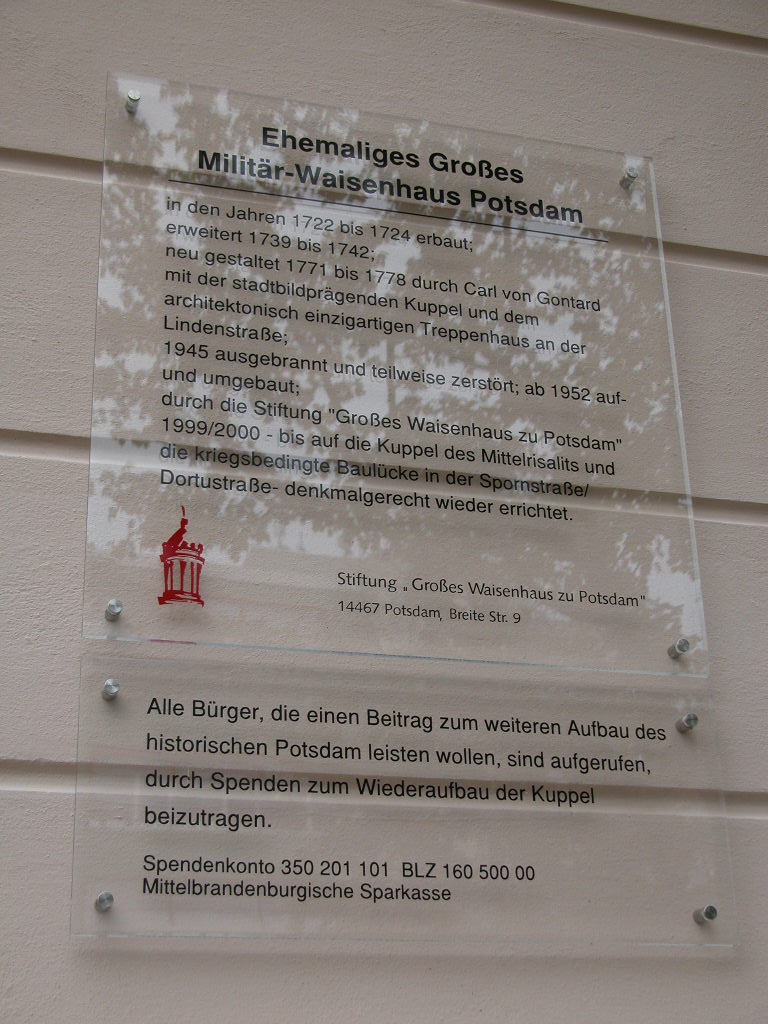 Ehemaliges Großes
Militär-Waisenhaus Potsdam
in den Jahren 1722 bis 1724 erbaut;
erweitert 1739 bis 1742;
neu gestaltet 1771 bis 1778 durch Carl von Gontard
mit der stadtbildprägenden Kuppel und dem
architektonisch einzigartigen Treppenhaus an der
Lindenstraße;
1945 ausgebrannt und teilweise zerstört; ab 1952 auf-
und umgebaut;
durch die Stiftung "Großes Waisenhaus zu Potsdam"
1999/2000 - bis auf die Kuppel des Mittelrisalits und
die kriegsbedingte Baulücke in der Spornstraße/
Dortustraße- denkmalgerecht wieder errichtet.
Stiftung „Großes Waisenhaus zu Potsdam"
14467 Potsdam, Breite Str. 9
Alle Bürger, die einen Beitrag zum weiteren Aufbau des
historischen Potsdam leisten wollen, sind aufgerufen,
durch Spenden zum Wiederaufbau der Kuppel
beizutragen.
Spendenkonto 350 201 101 BLZ 160 500 00
Mittelbrandenburgische Sparkasse